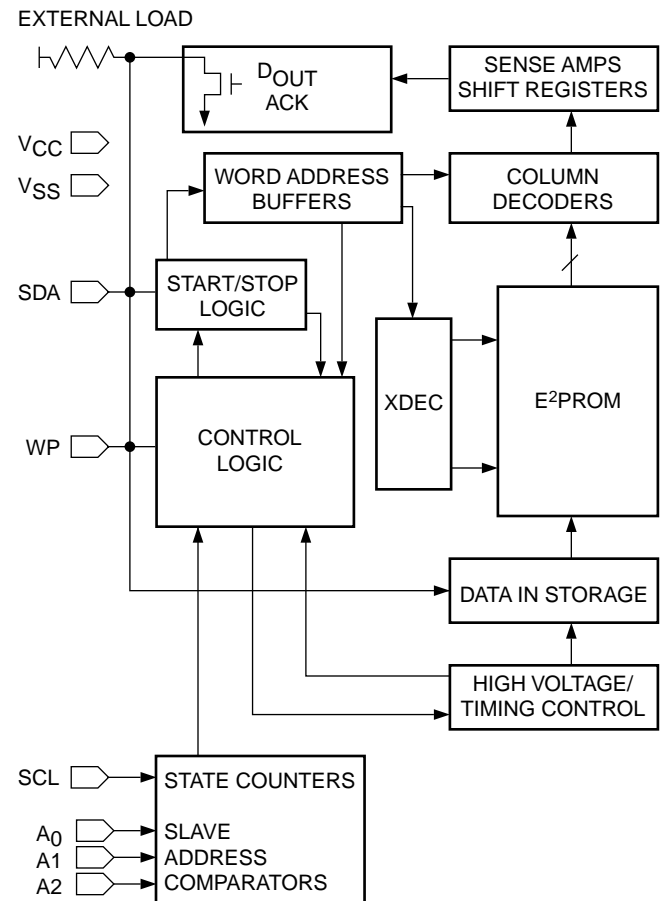 EXTERNAL LOAD
DOUT
ACK
SENSE AMPS
SHIFT REGISTERS
VCC
VSS
WORD ADDRESS
BUFFERS
COLUMN
DECODERS
SDA
START/STOP
LOGIC
XDEC
E2PROM
WP
CONTROL
LOGIC
DATA IN STORAGE
HIGH VOLTAGE/
TIMING CONTROL
SCL
STATE COUNTERS
A0
SLAVE
A1
ADDRESS
A2
COMPARATORS